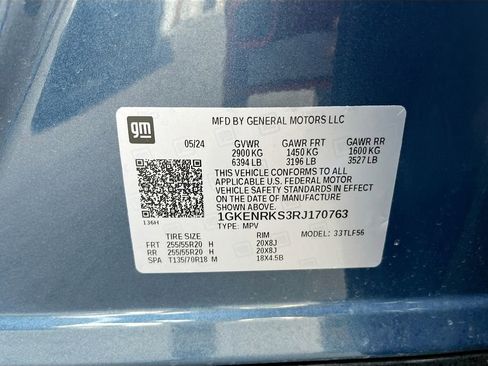 gm
MFD BY GENERAL MOTORS LLC
05/24 GVWR GAWR FRT GAWR RR
2900 KG 1450 KG 1600 KG
6394 LB 3196 LB 3527 LB
THIS VEHICLE CONFORMS TO ALL
APPLICABLE U.S. FEDERAL MOTOR
VEHICLE SAFETY STANDARDS IN EFFECT
ON THE DATE OF MANUFACTURE SHOWN ABOVE.
1GKENRKS3RJ170763
136H TYPE: MPV
TIRE SIZE RIM MODEL: 33TLF56
FRT 255/55R20 H 20X8J
RR 255/55R20 H 20X8J
SPA T135/70R18 M 18X4.5B